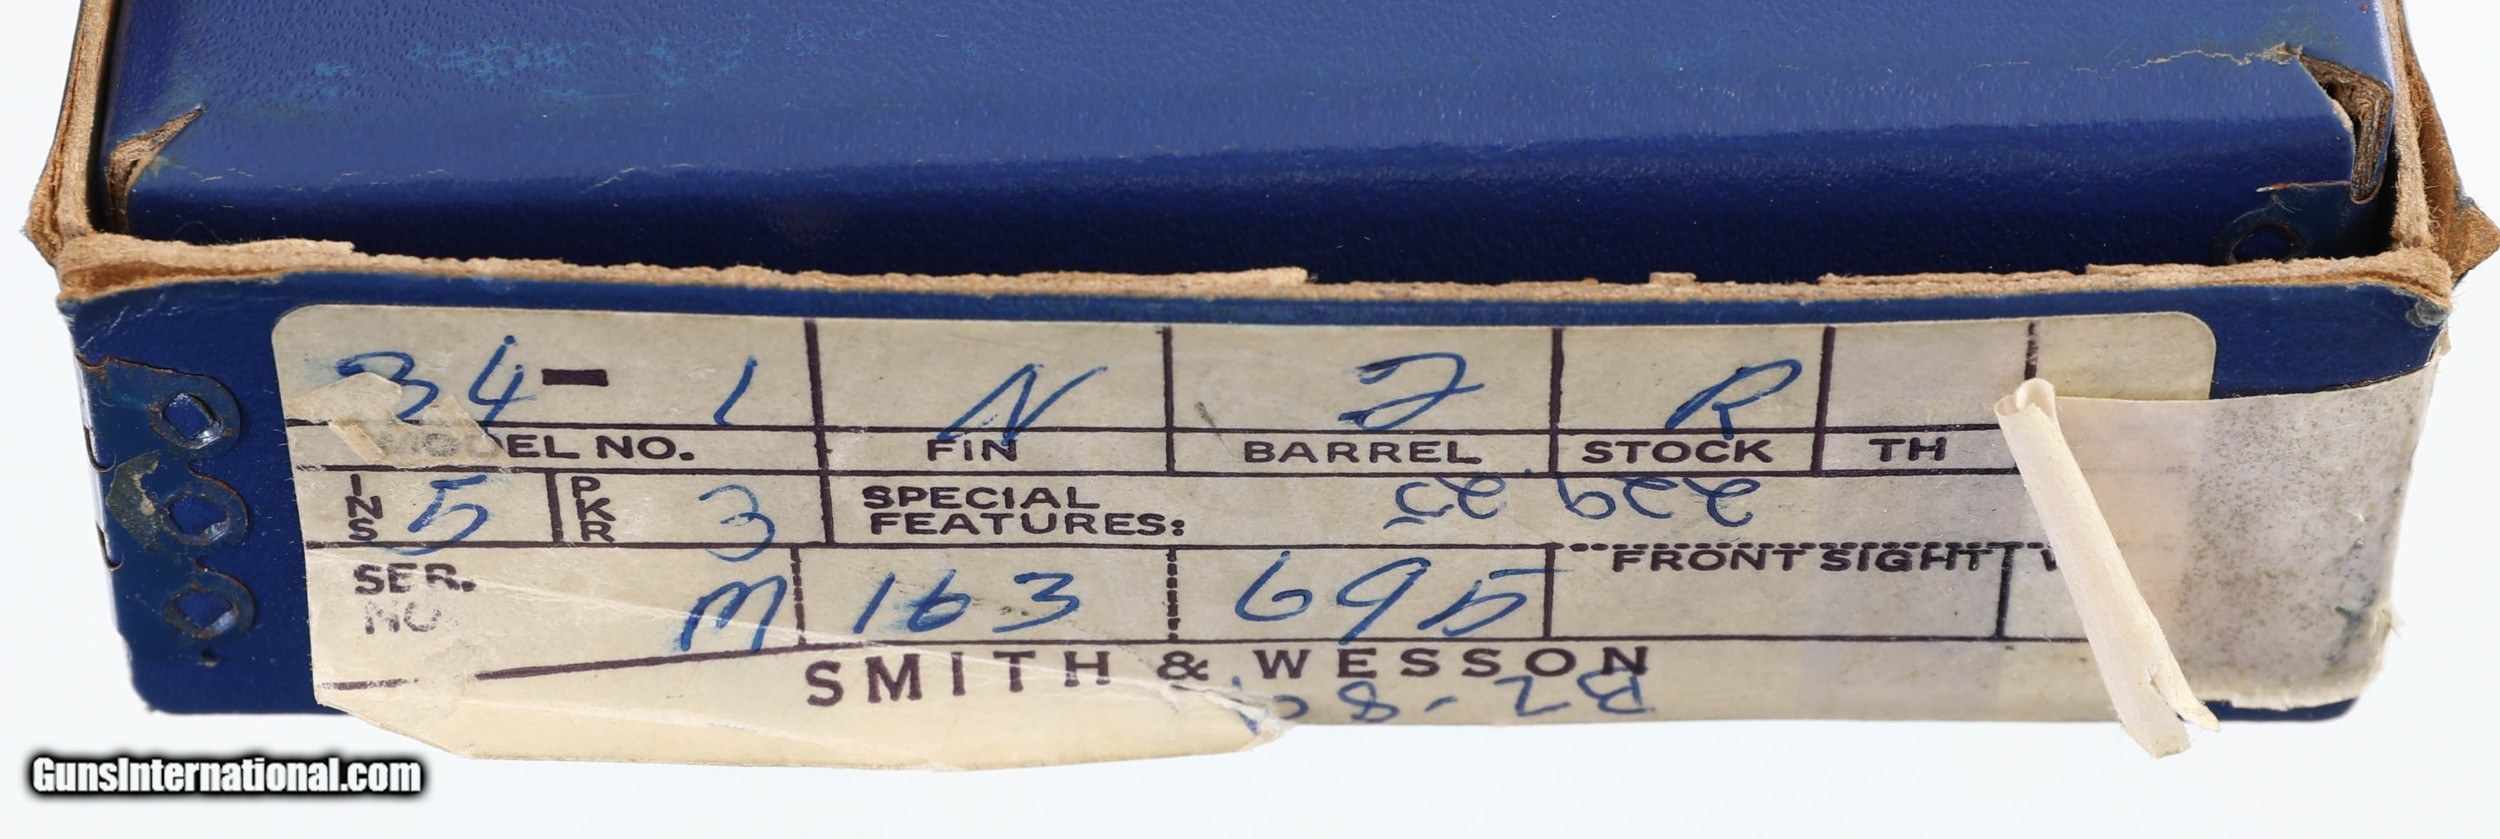 34-1 N 2 R
MODEL NO. FIN BARREL STOCK TH
INS 5 PKR 3 SPECIAL FEATURES:
SER. NO. M 163 695 FRONT SIGHT
SMITH & WESSON
GunsInternational.com